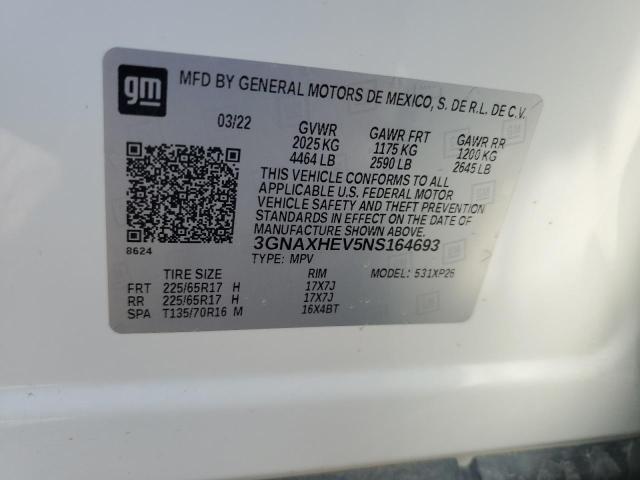 gm
MFD BY GENERAL MOTORS DE MEXICO, S. DE R.L. DE C.V.
03/22 GVWR GAWR FRT GAWR RR
2025 KG 1175 KG 1200 KG
4464 LB 2590 LB 2645 LB
THIS VEHICLE CONFORMS TO ALL
APPLICABLE U.S. FEDERAL MOTOR
VEHICLE SAFETY AND THEFT PREVENTION
STANDARDS IN EFFECT ON THE DATE OF
MANUFACTURE SHOWN ABOVE.
3GNAXHEV5NS164693
8624
TYPE: MPV MODEL: 531XP26
TIRE SIZE RIM
FRT 225/65R17 H 17X7J
RR 225/65R17 H 17X7J
SPA T135/70R16 M 16X4BT